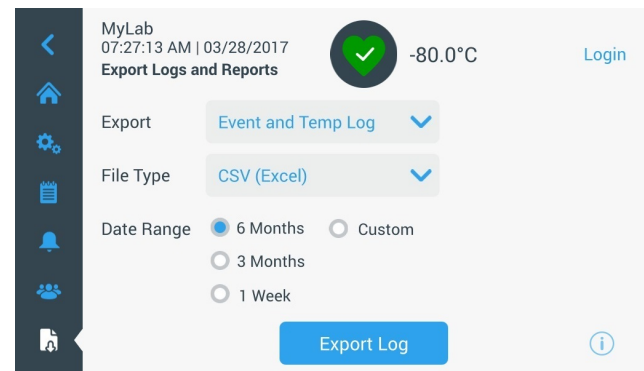 MyLab
07:27:13 AM | 03/28/2017
Export Logs and Reports
-80.0°C
Login
Export
Event and Temp Log
File Type
CSV (Excel)
Date Range
6 Months
Custom
3 Months
1 Week
Export Log
i